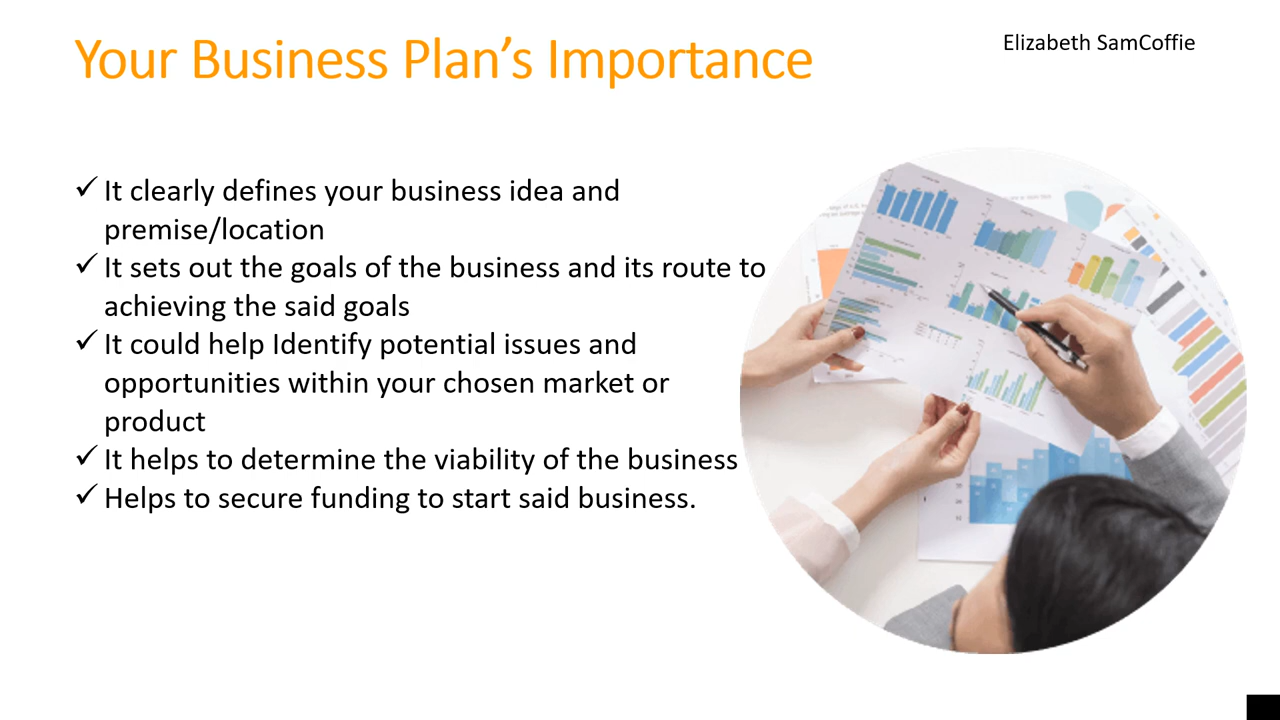 Your Business Plan’s Importance
Elizabeth SamCoffie
✓ It clearly defines your business idea and
premise/location
✓ It sets out the goals of the business and its route to
achieving the said goals
✓ It could help Identify potential issues and
opportunities within your chosen market or
product
✓ It helps to determine the viability of the business
✓ Helps to secure funding to start said business.